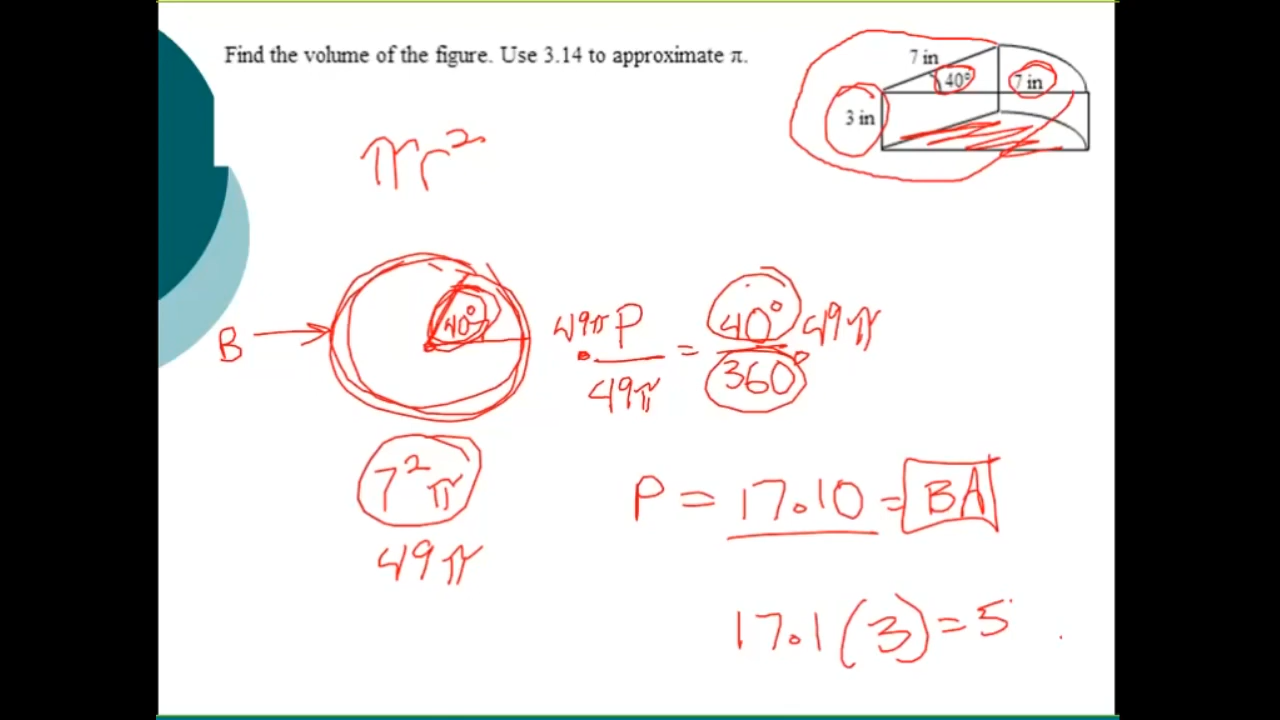 Find the volume of the figure. Use 3.14 to approximate π.
7 in
40°
7 in
3 in
πr²
40°
B
49π P
49π
=
40° 49π
360°
7²π
49π
P = 17.10 = BA
17.1(3)=5